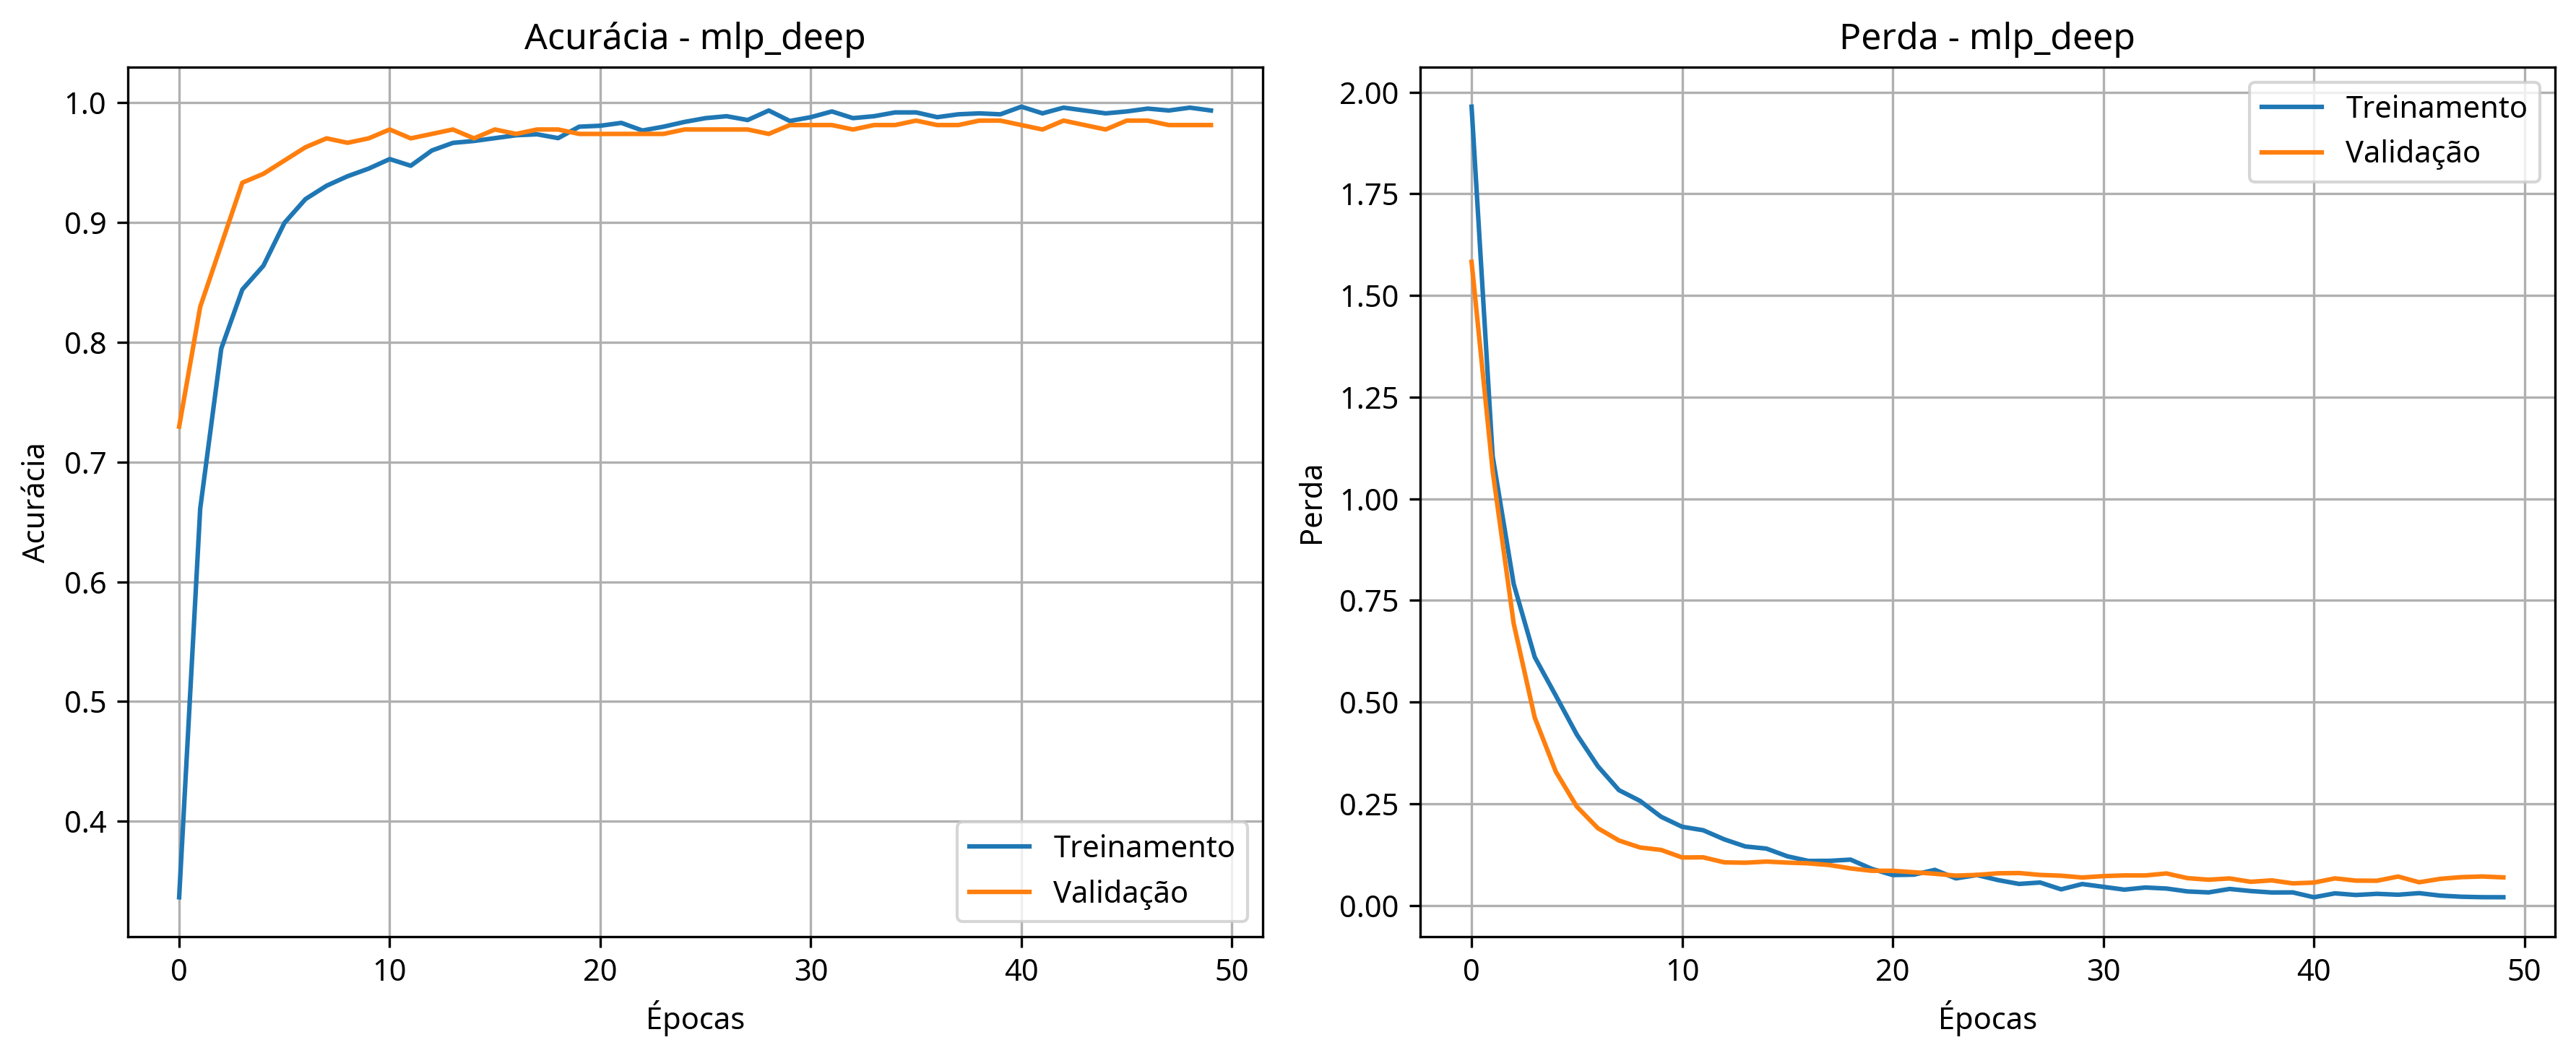 Acurácia - mlp_deep
1.0
0.9
0.8
0.7
0.6
0.5
0.4
Acurácia
0 10 20 30 40 50
Épocas
Treinamento
Validação
Perda - mlp_deep
2.00
1.75
1.50
1.25
1.00
0.75
0.50
0.25
0.00
Perda
0 10 20 30 40 50
Épocas
Treinamento
Validação